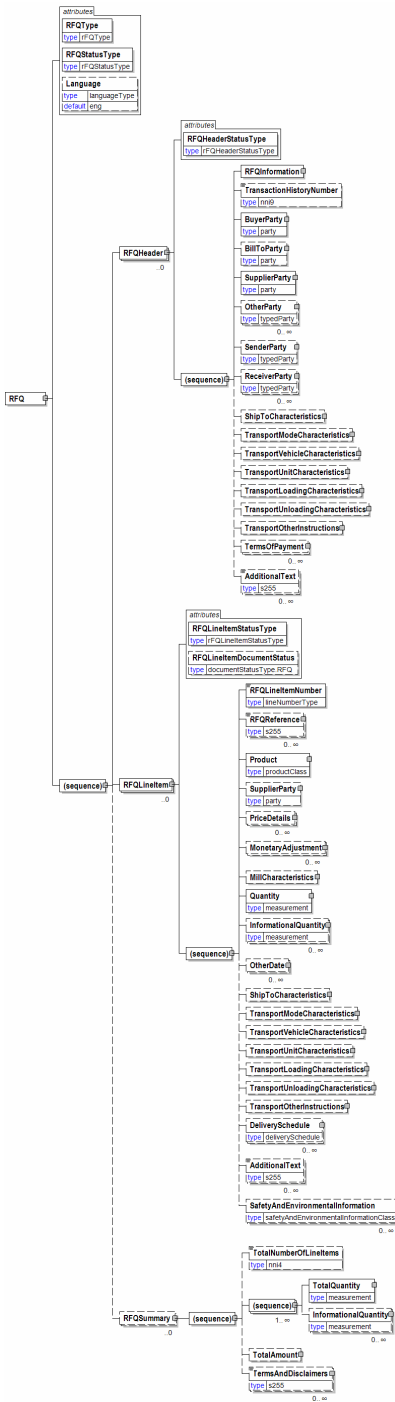 attributes
RFQType
type rFQType
RFQStatusType
type rFQStatusType
Language
type languageType
default eng
attributes
RFQHeaderStatusType
type rFQHeaderStatusType
RFQInformation
TransactionHistoryNumber
type nni9
BuyerParty
type party
RFQHeader
..0
BillToParty
type party
SupplierParty
type party
OtherParty
type typedParty
0.. ∞
SenderParty
type typedParty
(sequence)
ReceiverParty
type typedParty
0.. ∞
RFQ
ShipToCharacteristics
TransportModeCharacteristics
TransportVehicleCharacteristics
TransportUnitCharacteristics
TransportLoadingCharacteristics
TransportUnloadingCharacteristics
TransportOtherInstructions
TermsOfPayment
0.. ∞
AdditionalText
type s255
0.. ∞
attributes
RFQLineItemStatusType
type rFQLineItemStatusType
RFQLineItemDocumentStatus
type documentStatusType.RFQ
RFQLineItemNumber
type lineNumberType
RFQReference
type s255
0.. ∞
Product
type productClass
(sequence)
RFQLineItem
..0
SupplierParty
type party
PriceDetails
0.. ∞
MonetaryAdjustment
0.. ∞
MillCharacteristics
Quantity
type measurement
InformationalQuantity
type measurement
0.. ∞
(sequence)
OtherDate
0.. ∞
ShipToCharacteristics
TransportModeCharacteristics
TransportVehicleCharacteristics
TransportUnitCharacteristics
TransportLoadingCharacteristics
TransportUnloadingCharacteristics
TransportOtherInstructions
DeliverySchedule
type deliverySchedule
0.. ∞
AdditionalText
type s255
0.. ∞
SafetyAndEnvironmentalInformation
type safetyAndEnvironmentalInformationClass
0.. ∞
TotalNumberOfLineItems
type nni4
TotalQuantity
type measurement
(sequence)
1.. ∞
InformationalQuantity
type measurement
0.. ∞
RFQSummary
..0
(sequence)
TotalAmount
TermsAndDisclaimers
type s255
0.. ∞